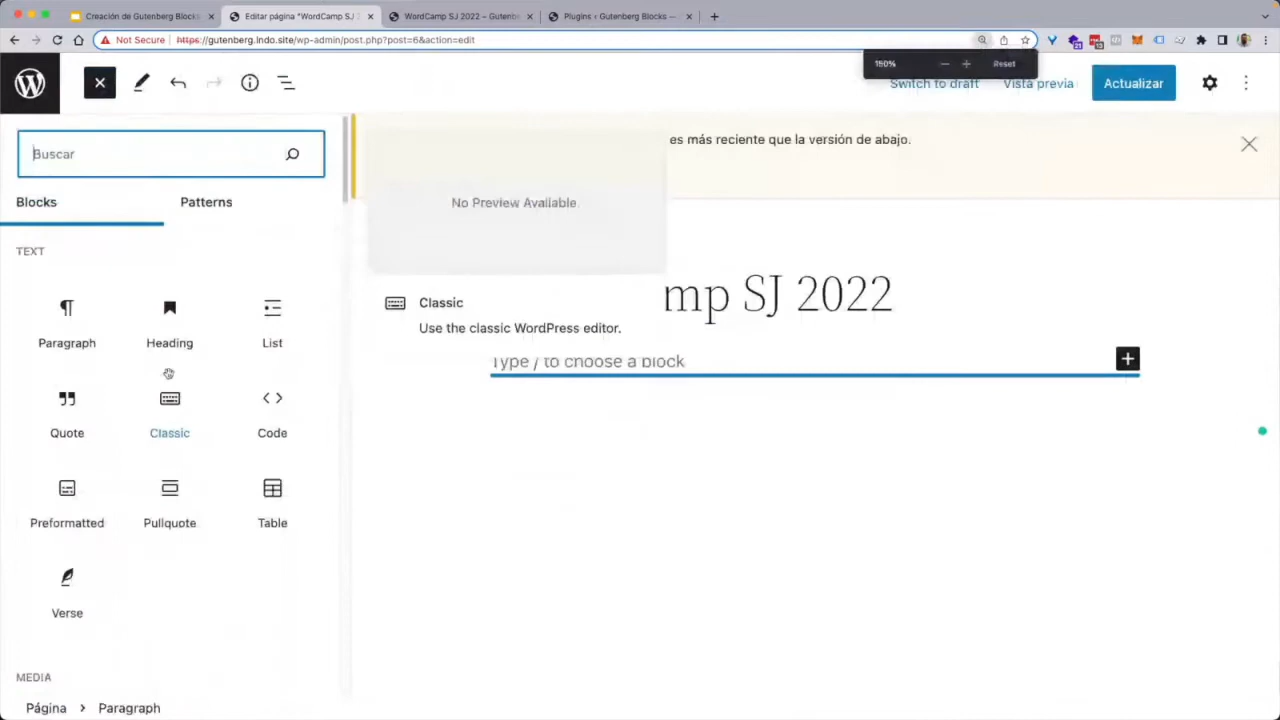 Creación de Gutenberg Blocks
Editar página "WordCamp SJ 2
WordCamp SJ 2022 – Gutenbe
Plugins ‹ Gutenberg Blocks —
Not Secure
https://gutenberg.lndo.site/wp-admin/post.php?post=6&action=edit
150%
Reset
Switch to draft
Vista previa
Actualizar
Buscar
es más reciente que la versión de abajo.
Blocks
Patterns
No Preview Available.
TEXT
mp SJ 2022
Classic
Use the classic WordPress editor.
Paragraph
Heading
List
Type / to choose a block
Quote
Classic
Code
Preformatted
Pullquote
Table
Verse
MEDIA
Página
Paragraph